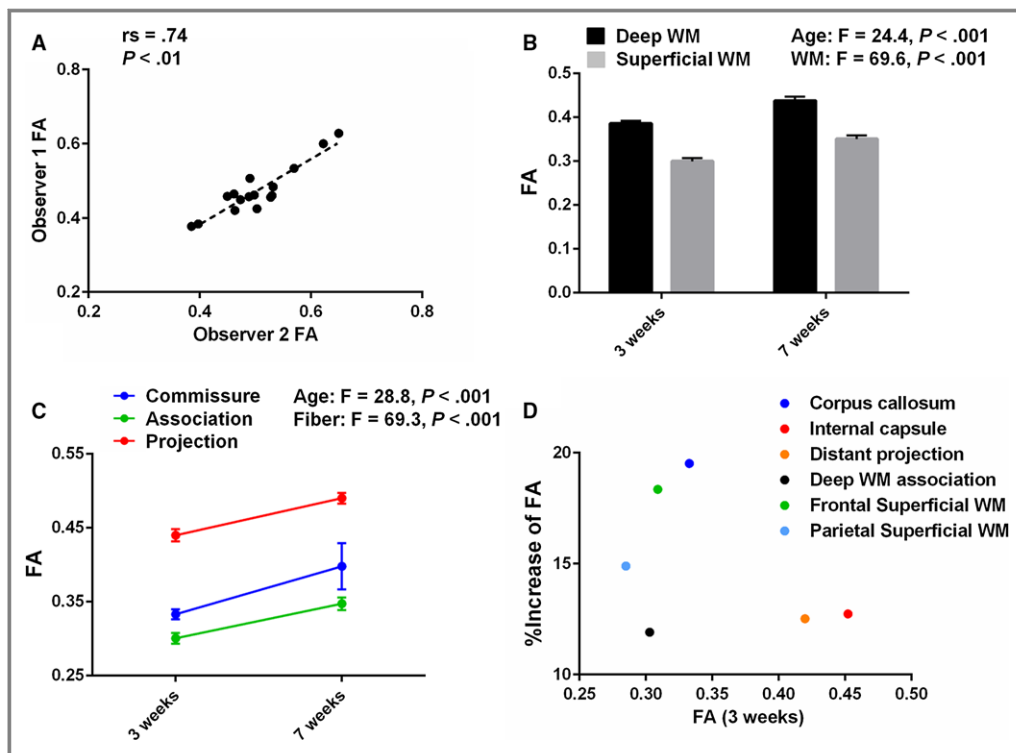 A
rs = .74
P < .01
0.8
0.6
0.4
0.2
0.2
0.4
0.6
0.8
Observer 1 FA
Observer 2 FA
B
Deep WM
Superficial WM
Age: F = 24.4, P < .001
WM: F = 69.6, P < .001
0.5
0.4
0.3
0.2
0.1
0.0
FA
3 weeks
7 weeks
C
Commissure
Association
Projection
Age: F = 28.8, P < .001
Fiber: F = 69.3, P < .001
0.55
0.45
0.35
0.25
FA
3 weeks
7 weeks
D
Corpus callosum
Internal capsule
Distant projection
Deep WM association
Frontal Superficial WM
Parietal Superficial WM
20
15
10
%Increase of FA
0.25
0.30
0.35
0.40
0.45
0.50
FA (3 weeks)